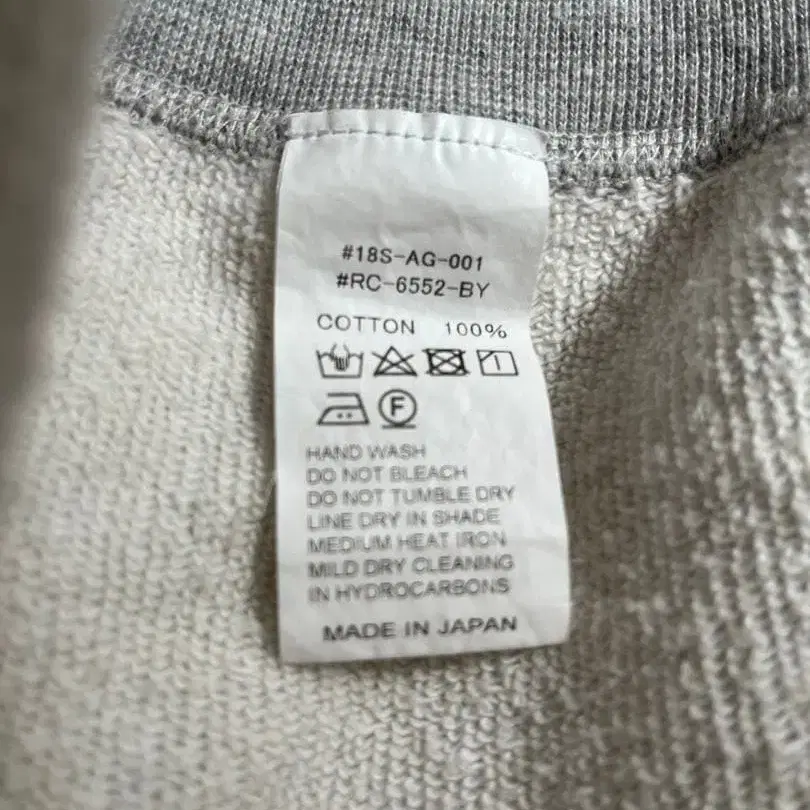 #18S-AG-001
#RC-6552-BY
COTTON 100%
F
HAND WASH
DO NOT BLEACH
DO NOT TUMBLE DRY
LINE DRY IN SHADE
MEDIUM HEAT IRON
MILD DRY CLEANING
IN HYDROCARBONS
MADE IN JAPAN